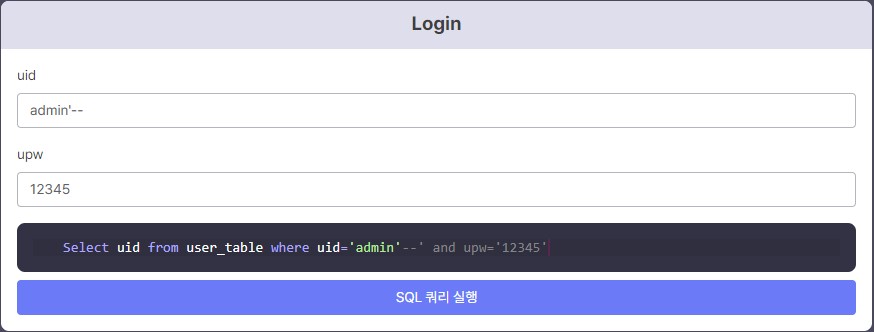 Login
uid
admin'--
upw
12345
Select uid from user_table where uid='admin'--' and upw='12345'
SQL 쿼리 실행